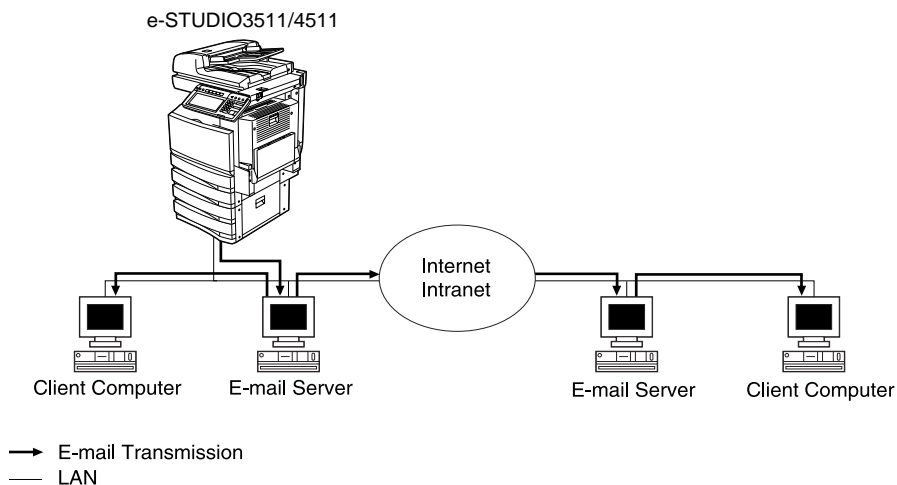 e-STUDIO3511/4511
Internet
Intranet
Client Computer
E-mail Server
E-mail Server
Client Computer
E-mail Transmission
LAN